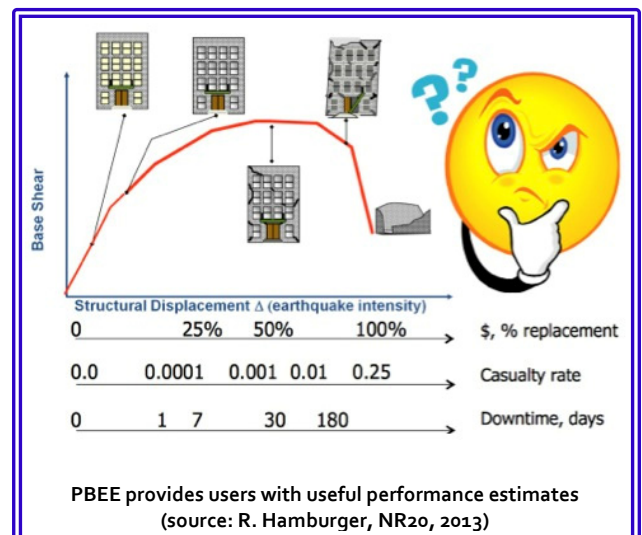 ? ? ?
Base Shear
Structural Displacement Δ (earthquake intensity)
0 25% 50% 100% $, % replacement
0.0 0.0001 0.001 0.01 0.25 Casualty rate
0 1 7 30 180 Downtime, days
PBEE provides users with useful performance estimates
(source: R. Hamburger, NR20, 2013)